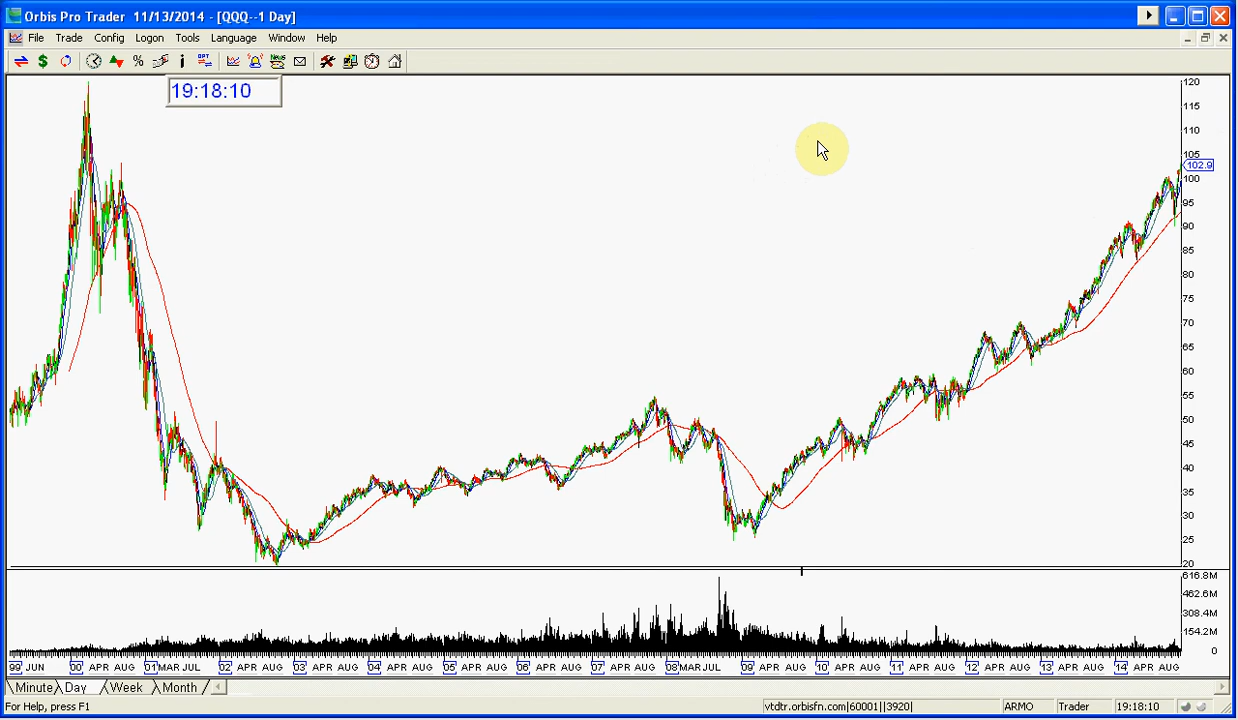 Orbis Pro Trader 11/13/2014 - [QQQ--1 Day]
File Trade Config Logon Tools Language Window Help
$ % i OPT News
19:18:10
120
115
110
105
102.9
100
95
90
85
80
75
70
65
60
55
50
45
40
35
30
25
20
616.8M
462.6M
308.4M
154.2M
0
99 JUN 00 APR AUG 01 MAR JUL 02 APR AUG 03 APR AUG 04 APR AUG 05 APR AUG 06 APR AUG 07 APR AUG 08 MAR JUL 09 APR AUG 10 APR AUG 11 APR AUG 12 APR AUG 13 APR AUG 14 APR AUG
Minute Day Week Month
For Help, press F1 vtdtr.orbisfn.com|60001||3920| ARMO Trader 19:18:10